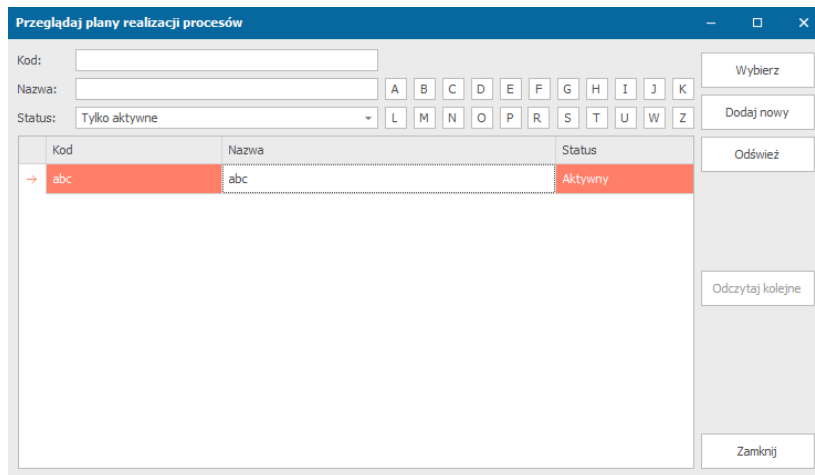 Przeglądaj plany realizacji procesów
Kod:
Wybierz
Nazwa:
A B C D E F G H I J K
Status: Tylko aktywne
L M N O P R S T U W Z
Dodaj nowy
Kod Nazwa Status
Odśwież
abc abc Aktywny
Odczytaj kolejne
Zamknij